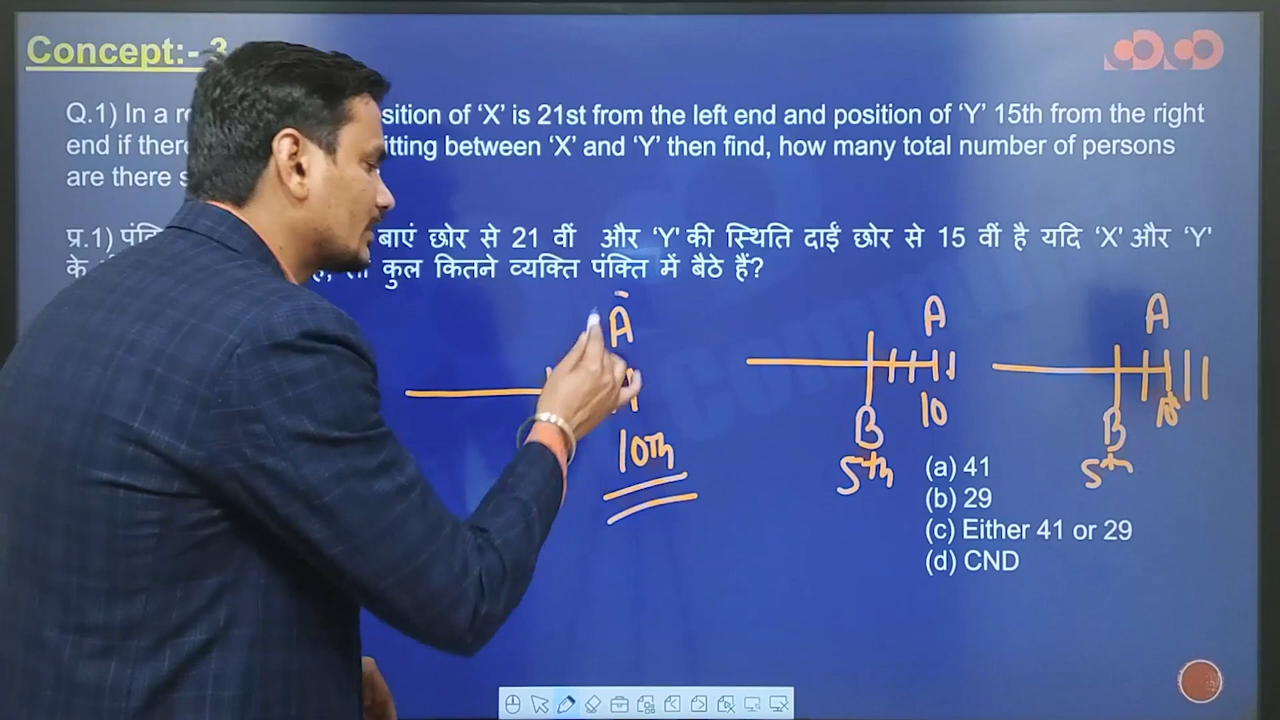 Concept:- 3
Q.1) In a ... sition of ‘X’ is 21st from the left end and position of ‘Y’ 15th from the right
end if there ... itting between ‘X’ and ‘Y’ then find, how many total number of persons
are there s
प्र.1) पंक्ति ... बाएं छोर से 21 वीं और ‘Y' की स्थिति दाईं छोर से 15 वीं है यदि ‘X’ और ‘Y’
के ... कुल कितने व्यक्ति पंक्ति में बैठे हैं?
A A A
10th 10 10
B B
5th 5th
(a) 41
(b) 29
(c) Either 41 or 29
(d) CND